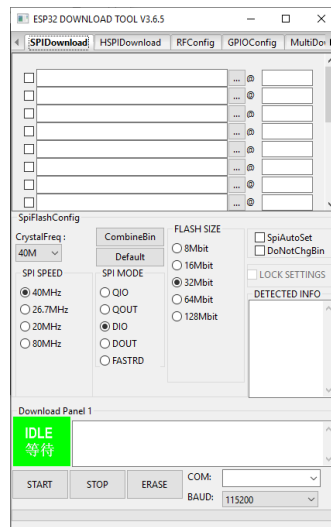 ESP32 DOWNLOAD TOOL V3.6.5
SPIDownload HSPIDownload RFConfig GPIOConfig MultiDo
... @
... @
... @
... @
... @
... @
... @
... @
SpiFlashConfig
CrystalFreq :
40M
CombineBin
Default
SPI SPEED
40MHz
26.7MHz
20MHz
80MHz
SPI MODE
QIO
QOUT
DIO
DOUT
FASTRD
FLASH SIZE
8Mbit
16Mbit
32Mbit
64Mbit
128Mbit
SpiAutoSet
DoNotChgBin
LOCK SETTINGS
DETECTED INFO
Download Panel 1
IDLE
等待
START STOP ERASE
COM:
BAUD: 115200